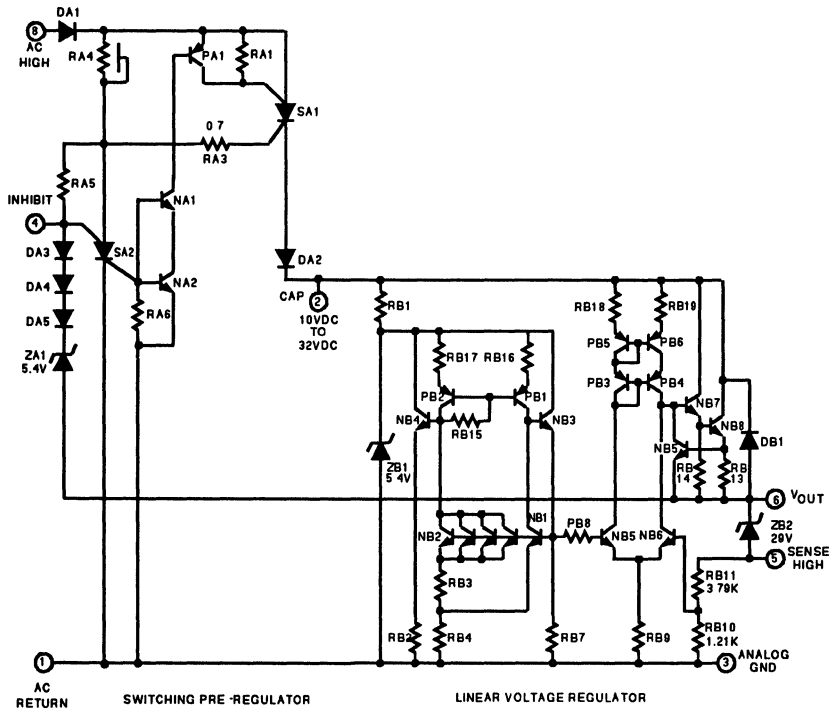 DA1
8
AC
HIGH
RA4
PA1
RA1
SA1
0 7
RA3
RA5
INHIBIT
4
NA1
DA3
SA2
DA4
NA2
DA5
RA6
ZA1
5.4V
DA2
CAP
2
10VDC
TO
32VDC
RB1
RB18
RB19
PB5
PB6
RB17
RB16
PB3
PB4
PB2
PB1
NB7
NB4
NB3
NB8
RB15
DB1
NB5
ZB1
5 4V
RB
14
RB
13
6
VOUT
NB1
PB8
ZB2
29V
NB2
NB5
NB6
5
SENSE
HIGH
RB3
RB11
3 79K
RB2
RB4
RB7
RB9
RB10
1.21K
1
3
ANALOG
GND
AC
RETURN
SWITCHING PRE -REGULATOR
LINEAR VOLTAGE REGULATOR